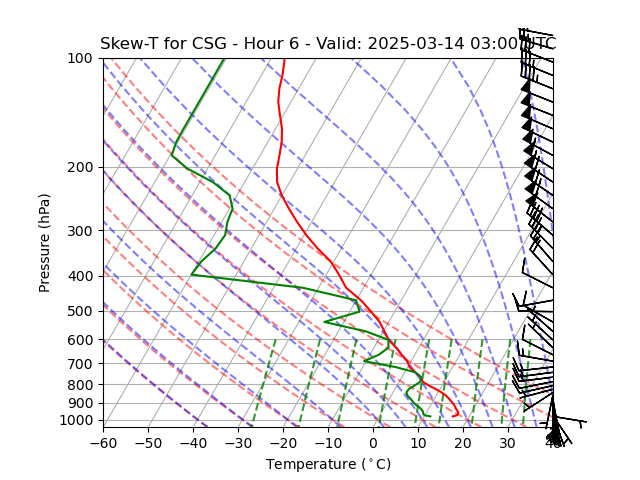 Skew-T for CSG - Hour 6 - Valid: 2025-03-14 03:00 UTC
100
200
300
400
500
600
700
800
900
1000
Pressure (hPa)
−60 −50 −40 −30 −20 −10 0 10 20 30 40
Temperature (°C)